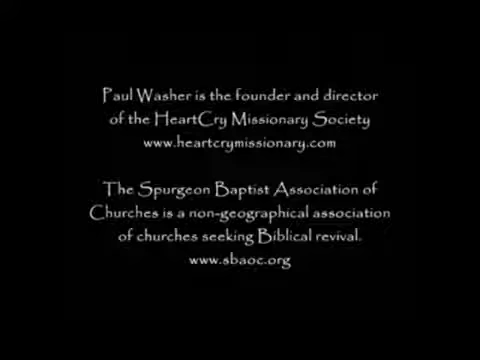 Paul Washer is the founder and director
of the HeartCry Missionary Society
www.heartcrymissionary.com
The Spurgeon Baptist Association of
Churches is a non-geographical association
of churches seeking Biblical revival.
www.sbaoc.org